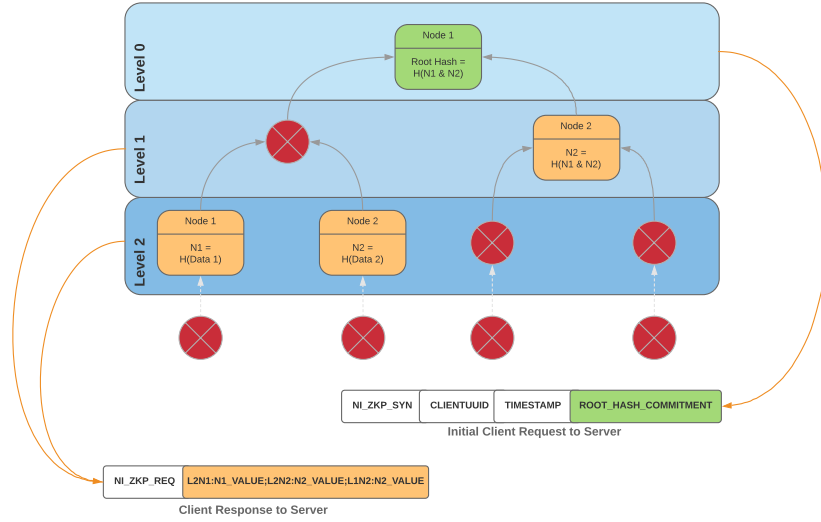 Level 0
Node 1
Root Hash =
H(N1 & N2)
Level 1
Node 2
N2 =
H(N1 & N2)
Level 2
Node 1
N1 =
H(Data 1)
Node 2
N2 =
H(Data 2)
NI_ZKP_SYN CLIENTUUID TIMESTAMP ROOT_HASH_COMMITMENT
Initial Client Request to Server
NI_ZKP_REQ L2N1:N1_VALUE;L2N2:N2_VALUE;L1N2:N2_VALUE
Client Response to Server